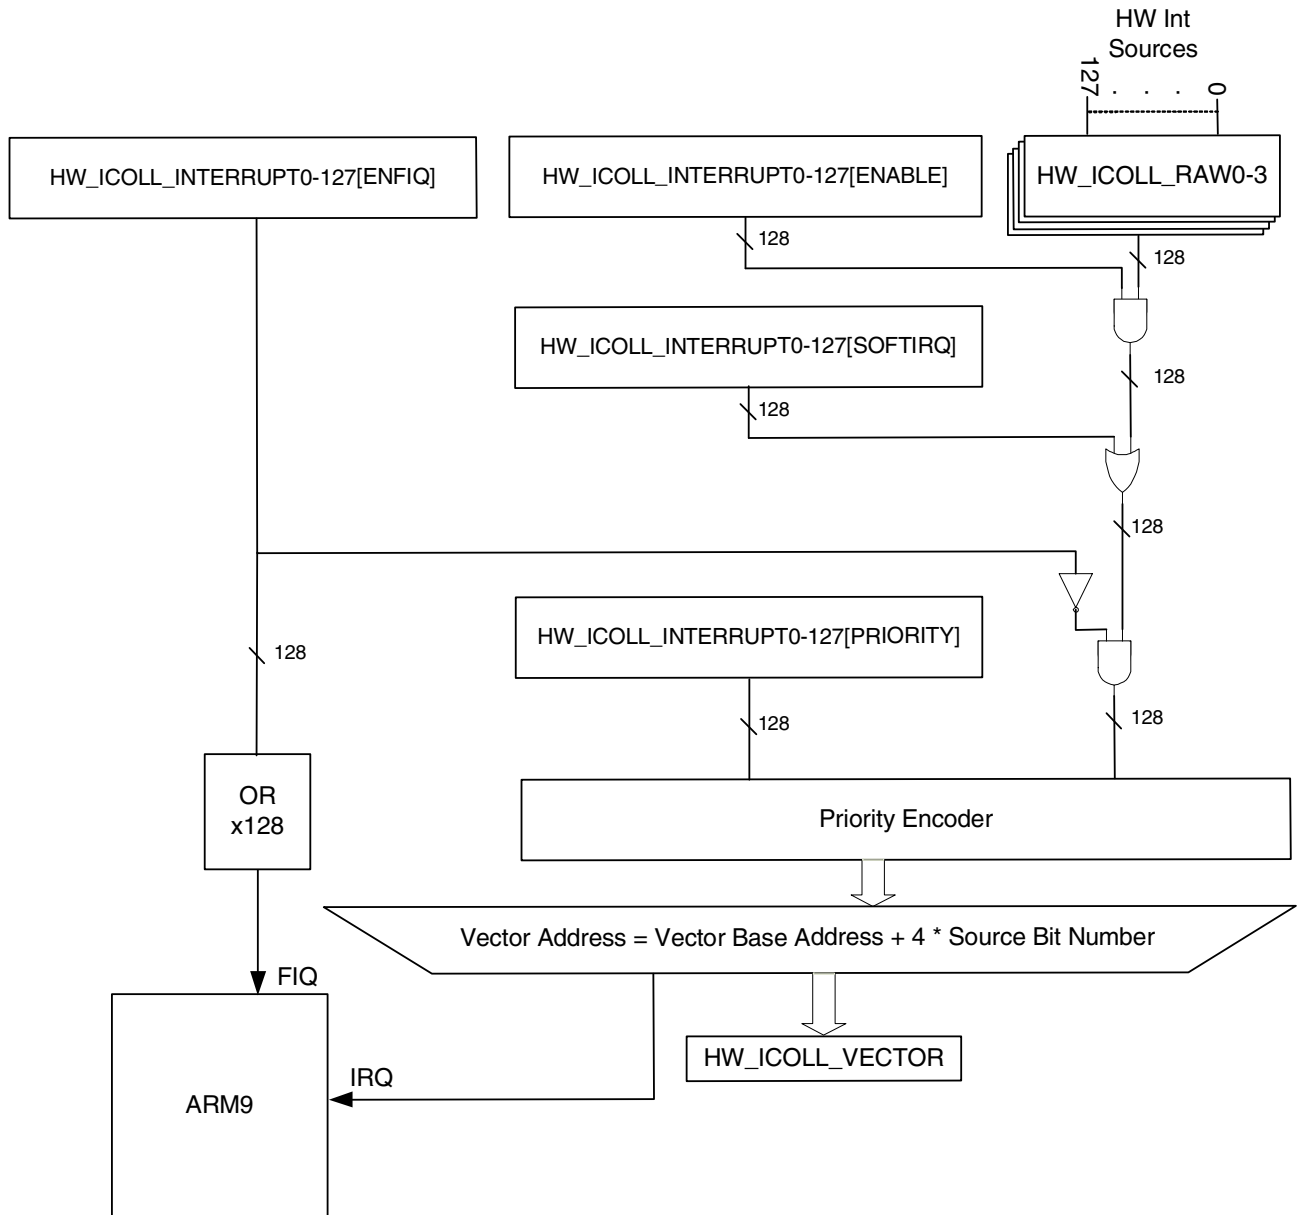 HW Int
Sources
127 . . . 0
HW_ICOLL_INTERRUPT0-127[ENFIQ]
HW_ICOLL_INTERRUPT0-127[ENABLE]
HW_ICOLL_RAW0-3
128
128
HW_ICOLL_INTERRUPT0-127[SOFTIRQ]
128
128
128
HW_ICOLL_INTERRUPT0-127[PRIORITY]
128
128
128
OR
x128
Priority Encoder
Vector Address = Vector Base Address + 4 * Source Bit Number
FIQ
HW_ICOLL_VECTOR
IRQ
ARM9